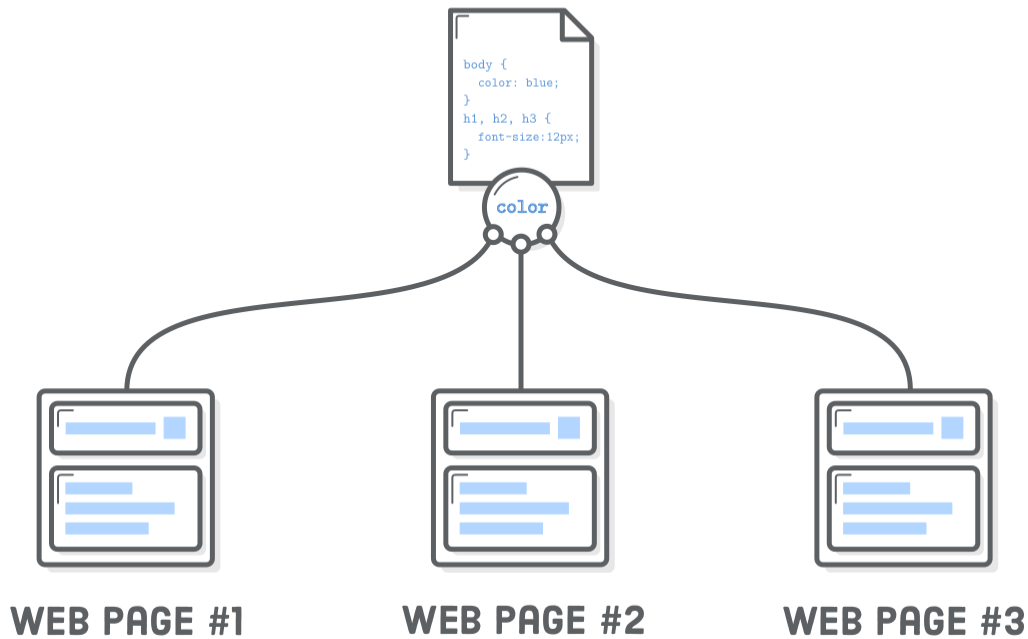 body {
  color: blue;
}
h1, h2, h3 {
  font-size:12px;
}
color
WEB PAGE #1
WEB PAGE #2
WEB PAGE #3